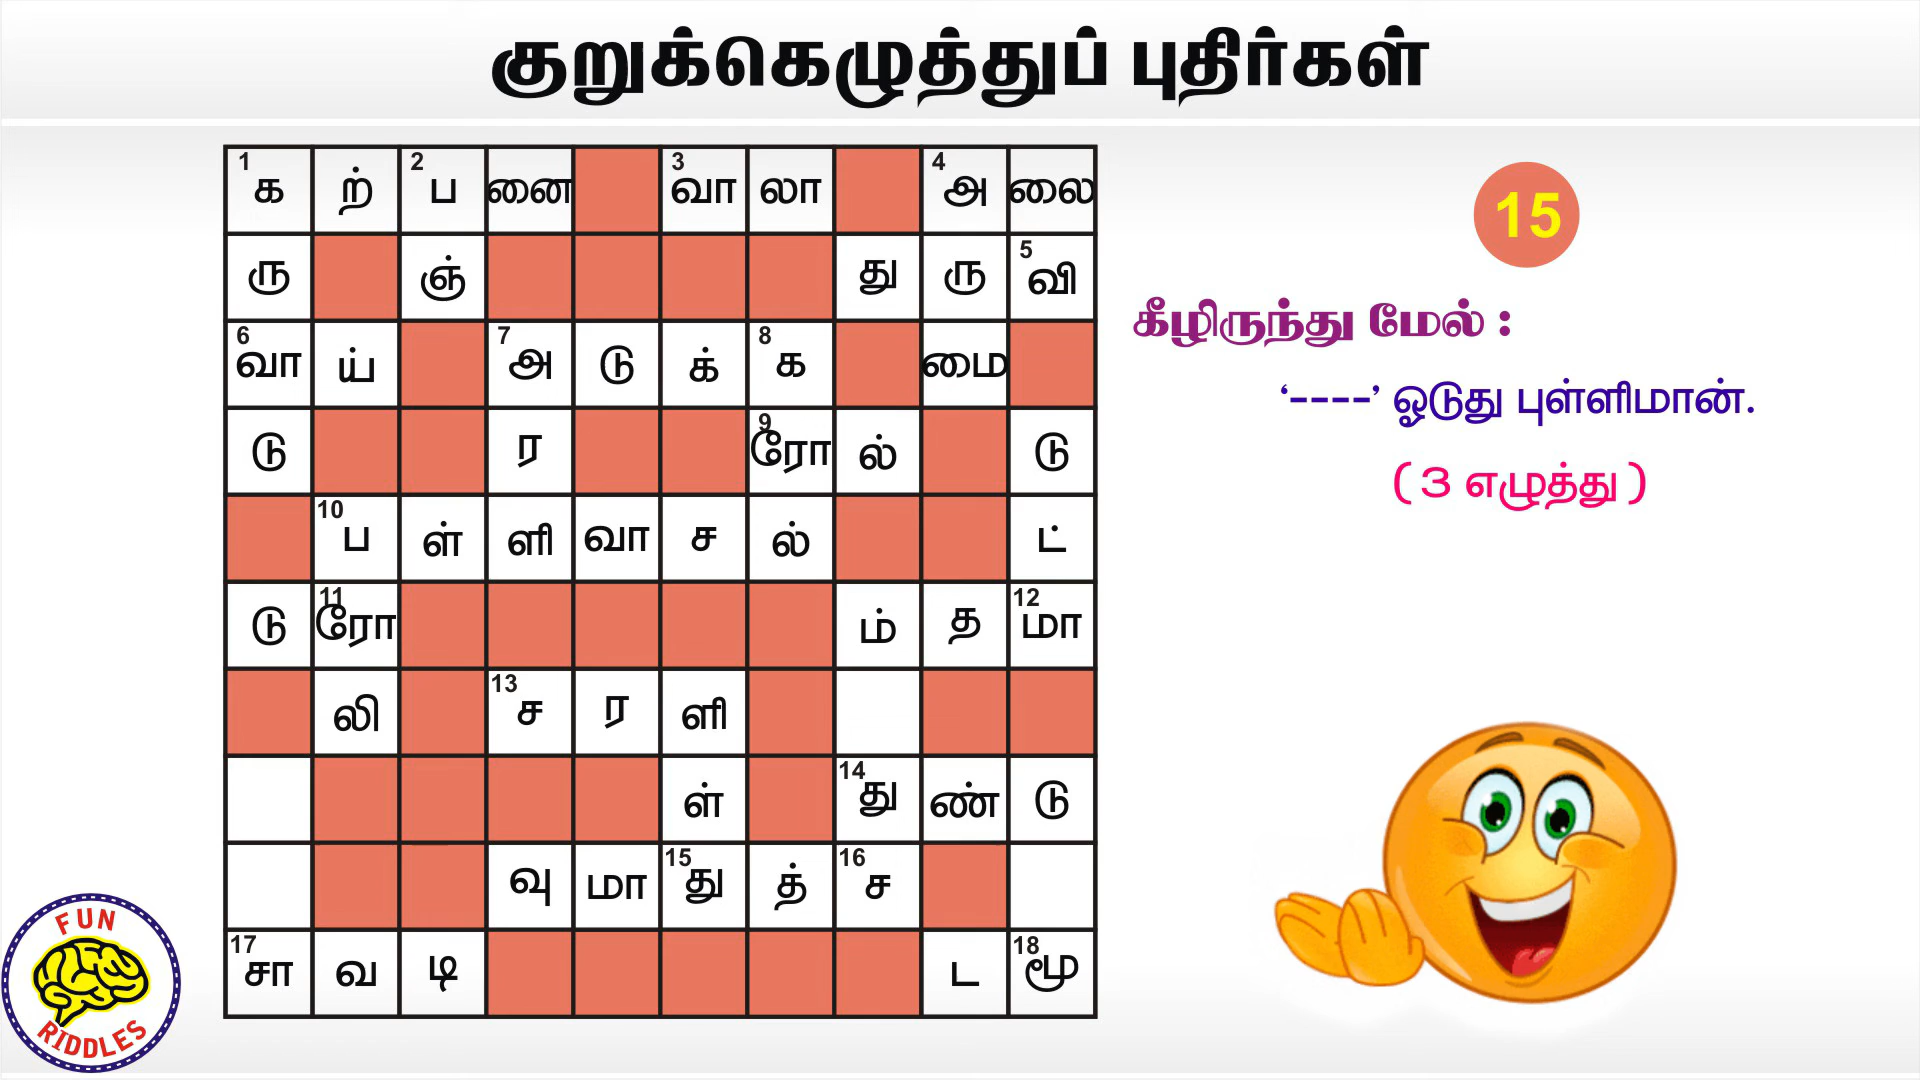 குறுக்கெழுத்துப் புதிர்கள்
1 க ற் 2 ப னை 3 வா லா 4 அ லை
ரு ஞ் து ரு 5 வி
6 வா ய் 7 அ டு க் 8 க மை
டு ர 9 ரோ ல் டு
10 ப ள் ளி வா ச ல் ட்
டு 11 ரோ ம் த 12 மா
லி 13 ச ர ளி
ள் 14 து ண் டு
வு மா 15 து த் 16 ச
17 சா வ டி ட 18 மூ
15
கீழிருந்து மேல் :
‘----’ ஓடுது புள்ளிமான்.
( 3 எழுத்து )
FUN
RIDDLES